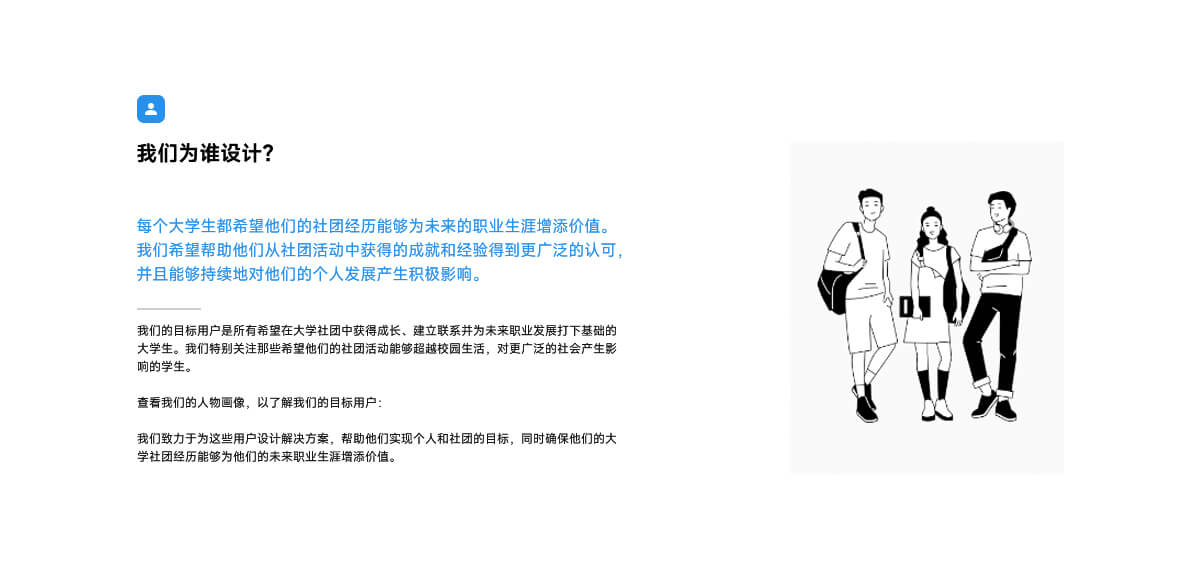 我们为谁设计?
每个大学生都希望他们的社团经历能够为未来的职业生涯增添价值。
我们希望帮助他们从社团活动中获得的成就和经验得到更广泛的认可，
并且能够持续地对他们的个人发展产生积极影响。
我们的目标用户是所有希望在大学社团中获得成长、建立联系并为未来职业发展打下基础的
大学生。我们特别关注那些希望他们的社团活动能够超越校园生活，对更广泛的社会产生影
响的学生。
查看我们的人物画像，以了解我们的目标用户：
我们致力于为这些用户设计解决方案，帮助他们实现个人和社团的目标，同时确保他们的大
学社团经历能够为他们的未来职业生涯增添价值。